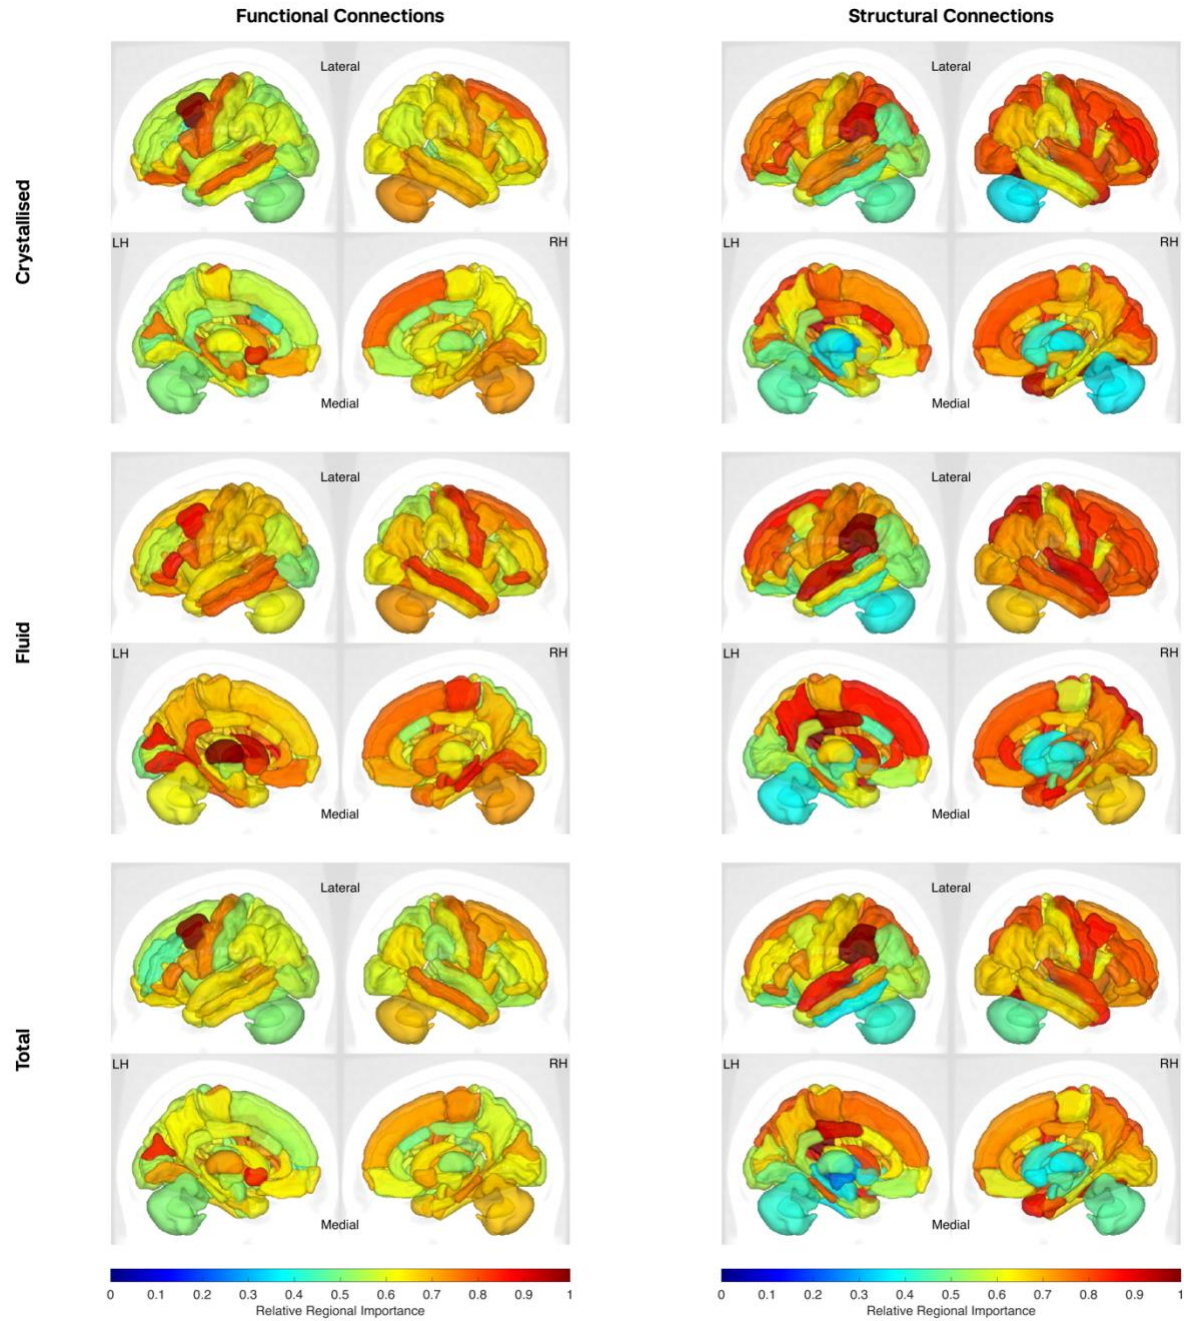 Functional Connections
Structural Connections
Crystallised
Lateral
Lateral
LH
RH
LH
RH
Medial
Medial
Fluid
Lateral
Lateral
LH
RH
LH
RH
Medial
Medial
Total
Lateral
Lateral
LH
RH
LH
RH
Medial
Medial
0 0.1 0.2 0.3 0.4 0.5 0.6 0.7 0.8 0.9 1
Relative Regional Importance
0 0.1 0.2 0.3 0.4 0.5 0.6 0.7 0.8 0.9 1
Relative Regional Importance